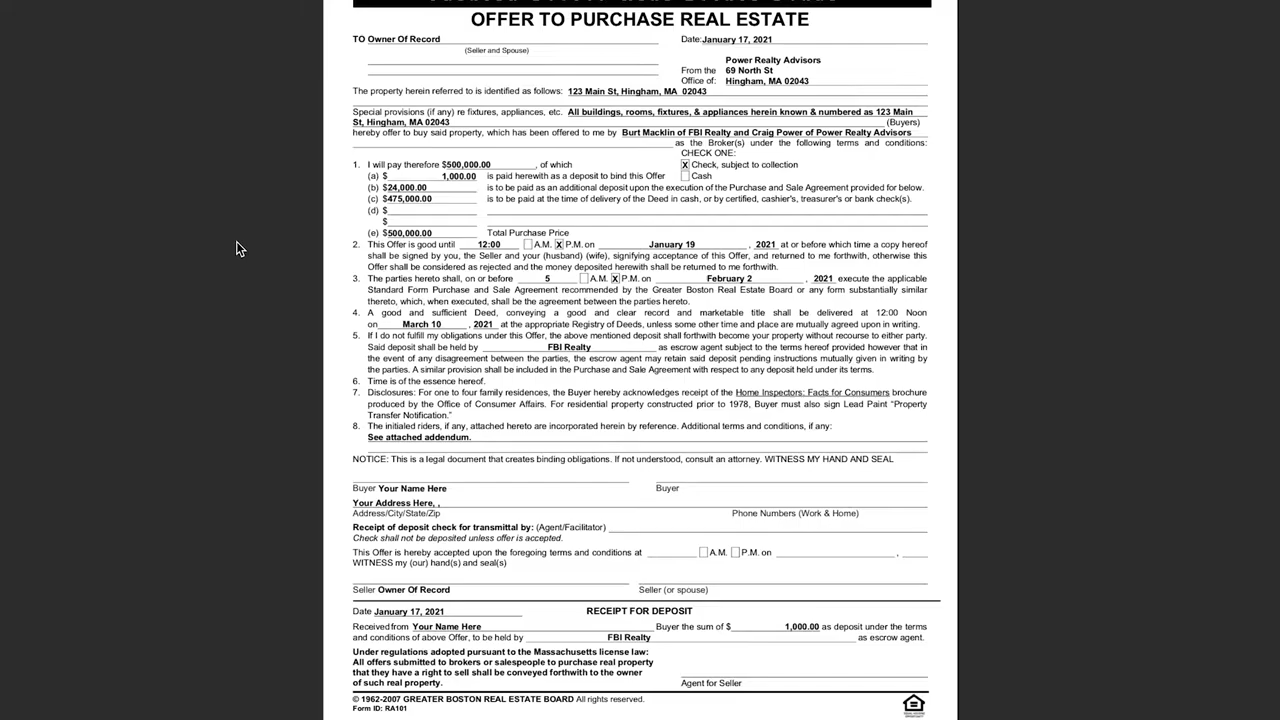 OFFER TO PURCHASE REAL ESTATE
TO Owner Of Record Date: January 17, 2021
(Seller and Spouse)
Power Realty Advisors
From the 69 North St
Office of: Hingham, MA 02043
The property herein referred to is identified as follows: 123 Main St, Hingham, MA 02043
Special provisions (if any) re fixtures, appliances, etc. All buildings, rooms, fixtures, & appliances herein known & numbered as 123 Main
St, Hingham, MA 02043 (Buyers)
hereby offer to buy said property, which has been offered to me by Burt Macklin of FBI Realty and Craig Power of Power Realty Advisors
as the Broker(s) under the following terms and conditions:
CHECK ONE:
1. I will pay therefore $500,000.00, of which X Check, subject to collection
(a) $ 1,000.00 is paid herewith as a deposit to bind this Offer Cash
(b) $24,000.00 is to be paid as an additional deposit upon the execution of the Purchase and Sale Agreement provided for below.
(c) $475,000.00 is to be paid at the time of delivery of the Deed in cash, or by certified, cashier's, treasurer's or bank check(s).
(d) $
$
(e) $500,000.00 Total Purchase Price
2. This Offer is good until 12:00 A.M. X P.M. on January 19, 2021 at or before which time a copy hereof
shall be signed by you, the Seller and your (husband) (wife), signifying acceptance of this Offer, and returned to me forthwith, otherwise this
Offer shall be considered as rejected and the money deposited herewith shall be returned to me forthwith.
3. The parties hereto shall, on or before 5 A.M. X P.M. on February 2, 2021 execute the applicable
Standard Form Purchase and Sale Agreement recommended by the Greater Boston Real Estate Board or any form substantially similar
thereto, which, when executed, shall be the agreement between the parties hereto.
4. A good and sufficient Deed, conveying a good and clear record and marketable title shall be delivered at 12:00 Noon
on March 10, 2021 at the appropriate Registry of Deeds, unless some other time and place are mutually agreed upon in writing.
5. If I do not fulfill my obligations under this Offer, the above mentioned deposit shall forthwith become your property without recourse to either party.
Said deposit shall be held by FBI Realty as escrow agent subject to the terms hereof provided however that in
the event of any disagreement between the parties, the escrow agent may retain said deposit pending instructions mutually given in writing by
the parties. A similar provision shall be included in the Purchase and Sale Agreement with respect to any deposit held under its terms.
6. Time is of the essence hereof.
7. Disclosures: For one to four family residences, the Buyer hereby acknowledges receipt of the Home Inspectors: Facts for Consumers brochure
produced by the Office of Consumer Affairs. For residential property constructed prior to 1978, Buyer must also sign Lead Paint "Property
Transfer Notification."
8. The initialed riders, if any, attached hereto are incorporated herein by reference. Additional terms and conditions, if any:
See attached addendum.
NOTICE: This is a legal document that creates binding obligations. If not understood, consult an attorney. WITNESS MY HAND AND SEAL
Buyer Your Name Here Buyer
Your Address Here, ,
Address/City/State/Zip Phone Numbers (Work & Home)
Receipt of deposit check for transmittal by: (Agent/Facilitator)
Check shall not be deposited unless offer is accepted.
This Offer is hereby accepted upon the foregoing terms and conditions at A.M. P.M. on ,
WITNESS my (our) hand(s) and seal(s)
Seller Owner Of Record Seller (or spouse)
Date January 17, 2021 RECEIPT FOR DEPOSIT
Received from Your Name Here Buyer the sum of $ 1,000.00 as deposit under the terms
and conditions of above Offer, to be held by FBI Realty as escrow agent.
Under regulations adopted pursuant to the Massachusetts license law:
All offers submitted to brokers or salespeople to purchase real property
that they have a right to sell shall be conveyed forthwith to the owner
of such real property.
Agent for Seller
© 1962-2007 GREATER BOSTON REAL ESTATE BOARD All rights reserved.
Form ID: RA101